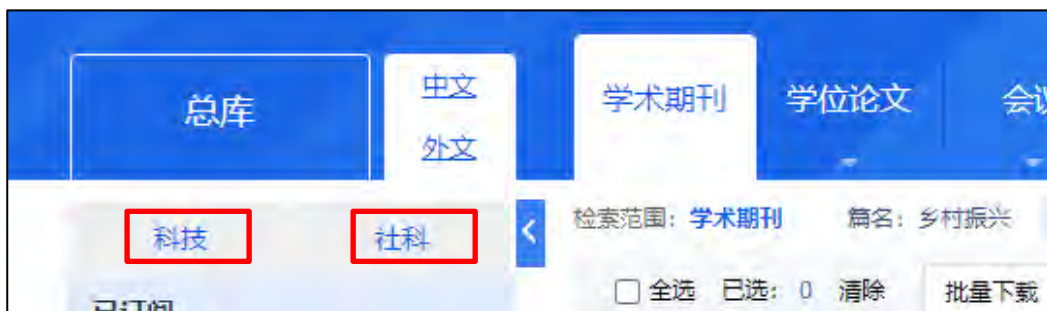 总库
中文
外文
学术期刊
学位论文
科技
社科
检索范围：学术期刊 篇名：乡村振兴
全选 已选：0 清除 批量下载